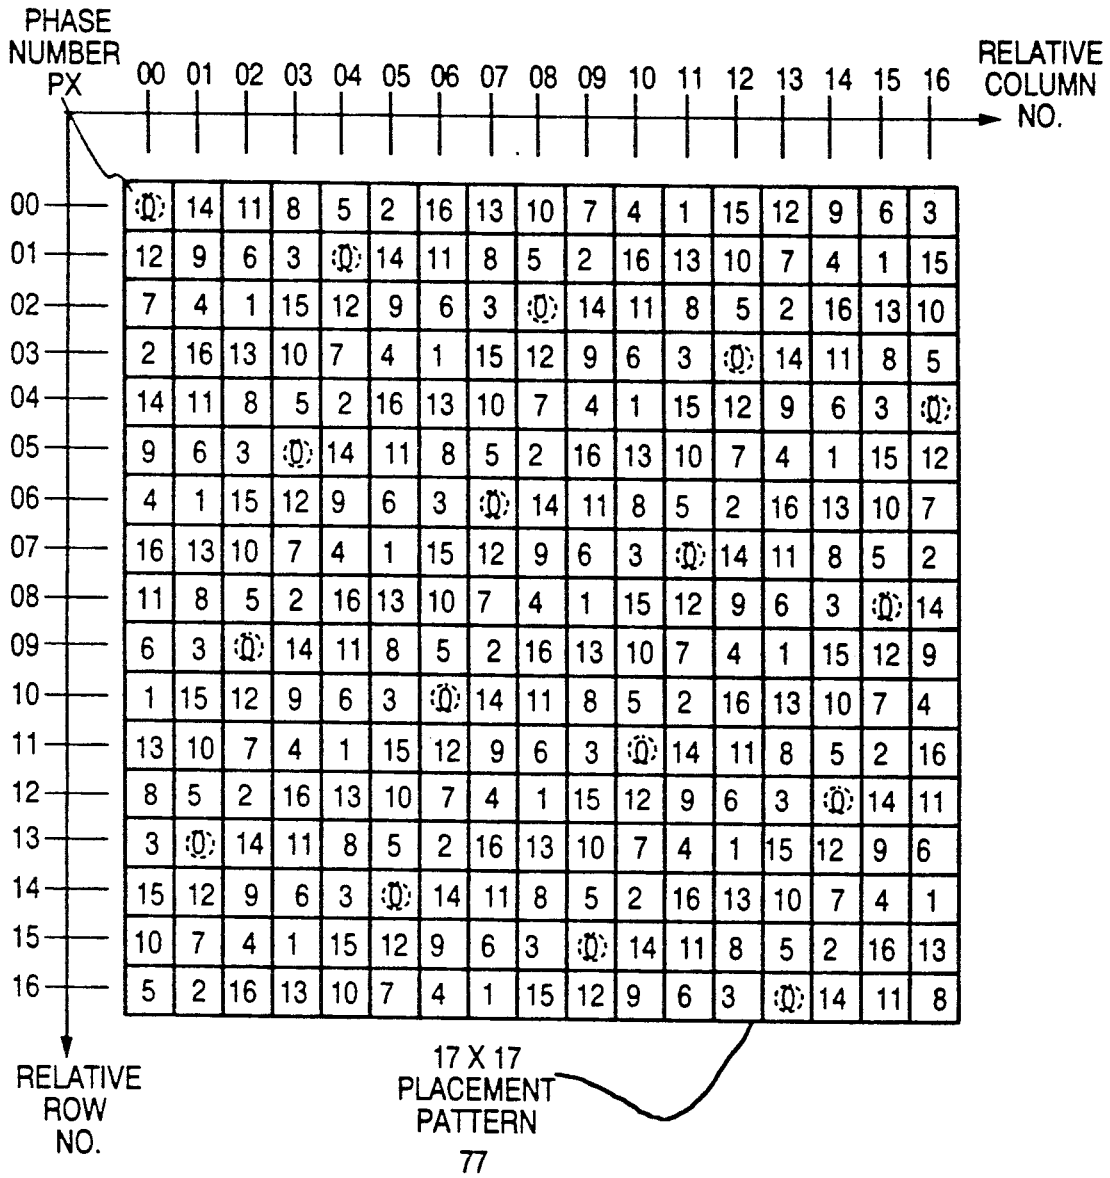 PHASE
NUMBER
PX
00 01 02 03 04 05 06 07 08 09 10 11 12 13 14 15 16
RELATIVE
COLUMN
NO.
00 0 14 11 8 5 2 16 13 10 7 4 1 15 12 9 6 3
01 12 9 6 3 0 14 11 8 5 2 16 13 10 7 4 1 15
02 7 4 1 15 12 9 6 3 0 14 11 8 5 2 16 13 10
03 2 16 13 10 7 4 1 15 12 9 6 3 0 14 11 8 5
04 14 11 8 5 2 16 13 10 7 4 1 15 12 9 6 3 0
05 9 6 3 0 14 11 8 5 2 16 13 10 7 4 1 15 12
06 4 1 15 12 9 6 3 0 14 11 8 5 2 16 13 10 7
07 16 13 10 7 4 1 15 12 9 6 3 0 14 11 8 5 2
08 11 8 5 2 16 13 10 7 4 1 15 12 9 6 3 0 14
09 6 3 0 14 11 8 5 2 16 13 10 7 4 1 15 12 9
10 1 15 12 9 6 3 0 14 11 8 5 2 16 13 10 7 4
11 13 10 7 4 1 15 12 9 6 3 0 14 11 8 5 2 16
12 8 5 2 16 13 10 7 4 1 15 12 9 6 3 0 14 11
13 3 0 14 11 8 5 2 16 13 10 7 4 1 15 12 9 6
14 15 12 9 6 3 0 14 11 8 5 2 16 13 10 7 4 1
15 10 7 4 1 15 12 9 6 3 0 14 11 8 5 2 16 13
16 5 2 16 13 10 7 4 1 15 12 9 6 3 0 14 11 8
RELATIVE
ROW
NO.
17 X 17
PLACEMENT
PATTERN
77